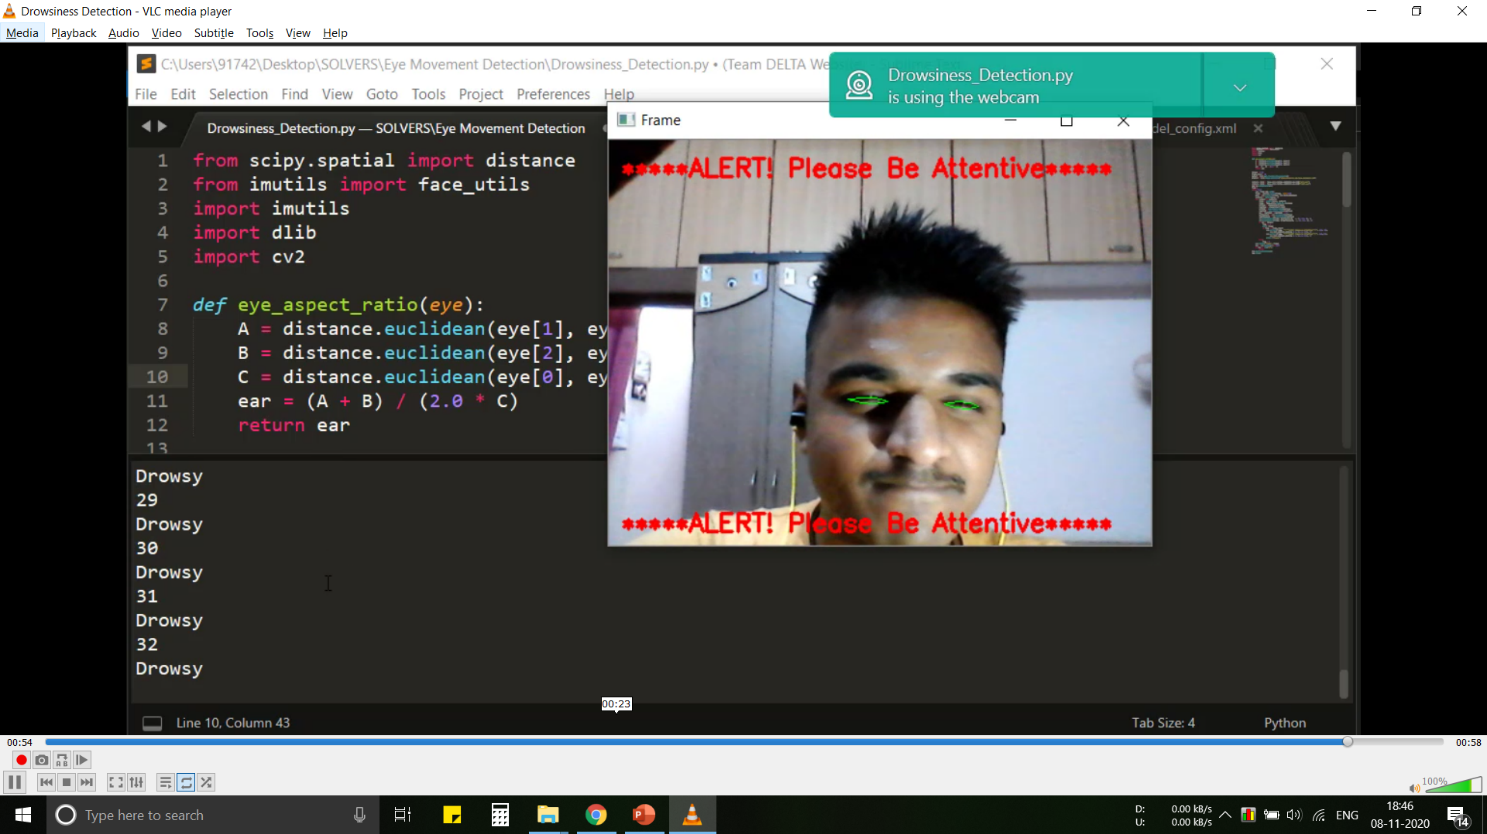 Drowsiness Detection - VLC media player
Media Playback Audio Video Subtitle Tools View Help
C:\Users\91742\Desktop\SOLVERS\Eye Movement Detection\Drowsiness_Detection.py • (Team DELTA
Drowsiness_Detection.py
is using the webcam
File Edit Selection Find View Goto Tools Project Preferences Help
Frame
Drowsiness_Detection.py — SOLVERS\Eye Movement Detection
del_config.xml
*****ALERT! Please Be Attentive*****
1 from scipy.spatial import distance
2 from imutils import face_utils
3 import imutils
4 import dlib
5 import cv2
6
7 def eye_aspect_ratio(eye):
8 A = distance.euclidean(eye[1], ey
9 B = distance.euclidean(eye[2], ey
10 C = distance.euclidean(eye[0], ey
11 ear = (A + B) / (2.0 * C)
12 return ear
13
*****ALERT! Please Be Attentive*****
Drowsy
29
Drowsy
30
Drowsy
31
Drowsy
32
Drowsy
00:23
Line 10, Column 43 Tab Size: 4 Python
00:54 00:58
100%
Type here to search
D: 0.00 kB/s
U: 0.00 kB/s
ENG
18:46
08-11-2020
14